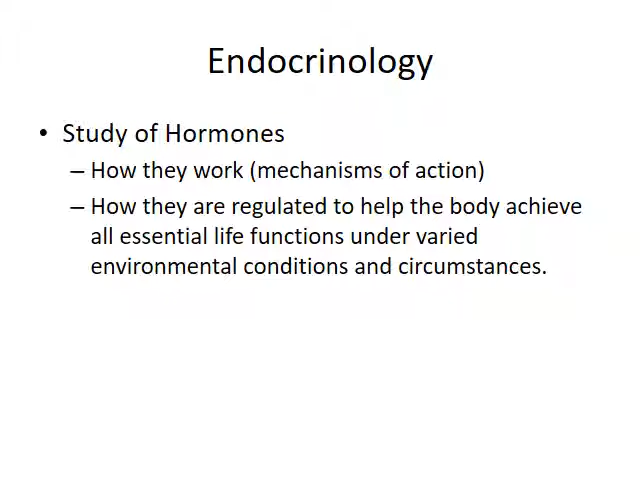 Endocrinology
• Study of Hormones
– How they work (mechanisms of action)
– How they are regulated to help the body achieve
all essential life functions under varied
environmental conditions and circumstances.